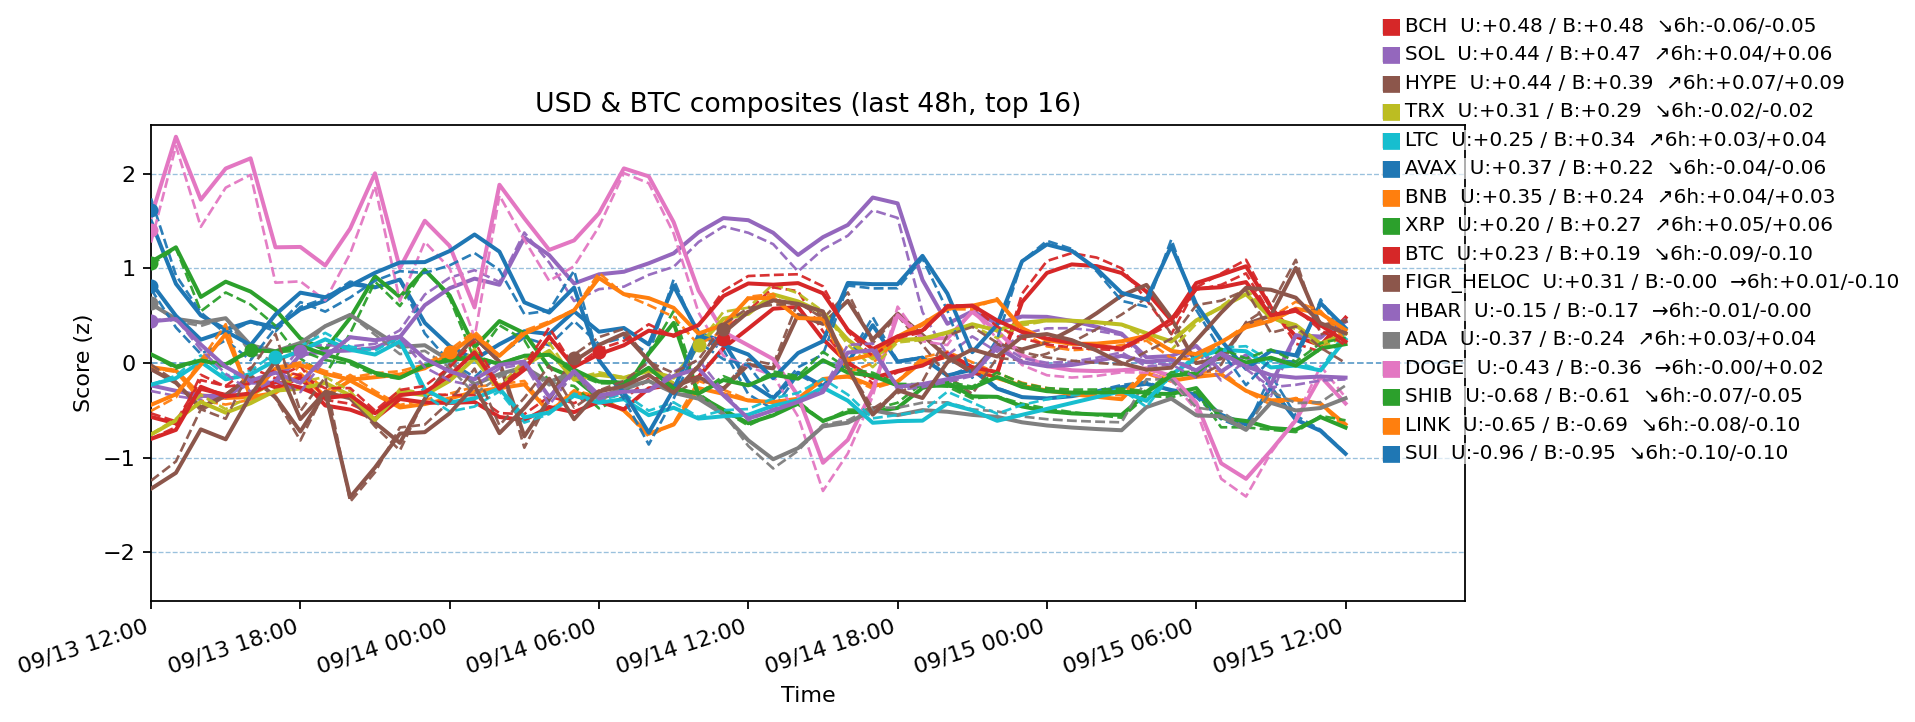 BCH  U:+0.48 / B:+0.48  ↘6h:-0.06/-0.05
SOL  U:+0.44 / B:+0.47  ↗6h:+0.04/+0.06
HYPE  U:+0.44 / B:+0.39  ↗6h:+0.07/+0.09
TRX  U:+0.31 / B:+0.29  ↘6h:-0.02/-0.02
LTC  U:+0.25 / B:+0.34  ↗6h:+0.03/+0.04
AVAX  U:+0.37 / B:+0.22  ↘6h:-0.04/-0.06
BNB  U:+0.35 / B:+0.24  ↗6h:+0.04/+0.03
XRP  U:+0.20 / B:+0.27  ↗6h:+0.05/+0.06
BTC  U:+0.23 / B:+0.19  ↘6h:-0.09/-0.10
FIGR_HELOC  U:+0.31 / B:-0.00  →6h:+0.01/-0.10
HBAR  U:-0.15 / B:-0.17  →6h:-0.01/-0.00
ADA  U:-0.37 / B:-0.24  ↗6h:+0.03/+0.04
DOGE  U:-0.43 / B:-0.36  →6h:-0.00/+0.02
SHIB  U:-0.68 / B:-0.61  ↘6h:-0.07/-0.05
LINK  U:-0.65 / B:-0.69  ↘6h:-0.08/-0.10
SUI  U:-0.96 / B:-0.95  ↘6h:-0.10/-0.10
USD & BTC composites (last 48h, top 16)
Score (z)
2
1
0
−1
−2
09/13 12:00
09/13 18:00
09/14 00:00
09/14 06:00
09/14 12:00
09/14 18:00
09/15 00:00
09/15 06:00
09/15 12:00
Time